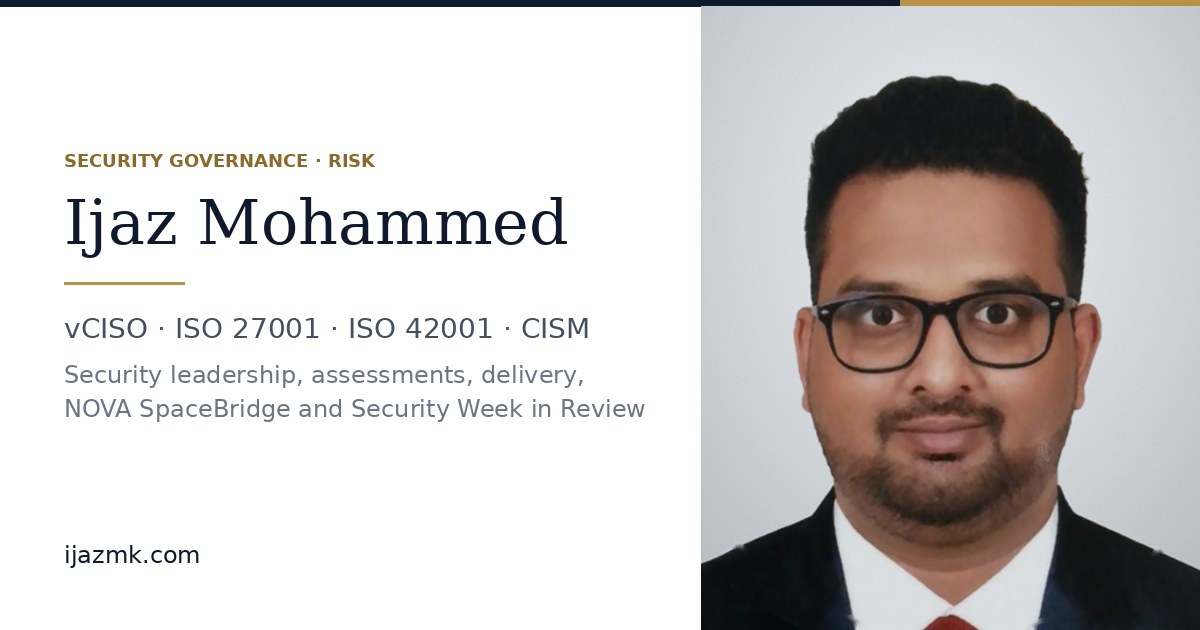 SECURITY GOVERNANCE · RISK
Ijaz Mohammed
vCISO · ISO 27001 · ISO 42001 · CISM
Security leadership, assessments, delivery,
NOVA SpaceBridge and Security Week in Review
ijazmk.com